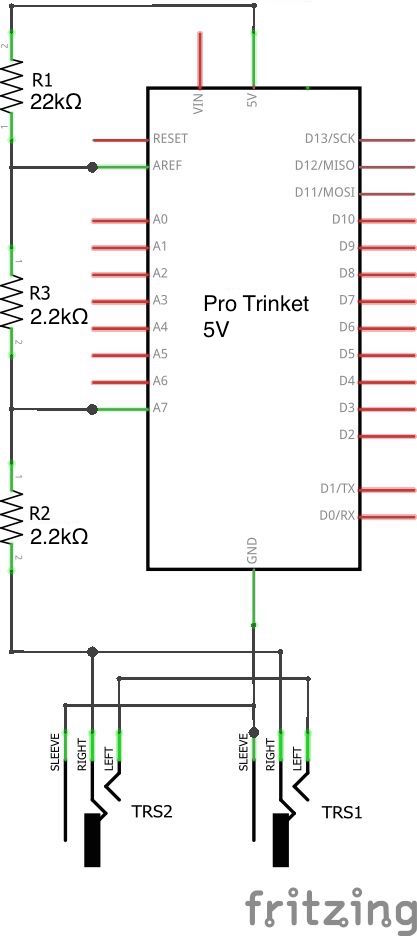 2
R1
22kΩ
1
VIN
5V
RESET
D13/SCK
AREF
D12/MISO
D11/MOSI
A0
D10
A1
D9
1
R3
2.2kΩ
2
A2
D8
A3
Pro Trinket
5V
D7
A4
D6
A5
D5
A6
D4
A7
D3
D2
1
R2
2.2kΩ
2
D1/TX
D0/RX
GND
SLEEVE
RIGHT
LEFT
TRS2
SLEEVE
RIGHT
LEFT
TRS1
fritzing